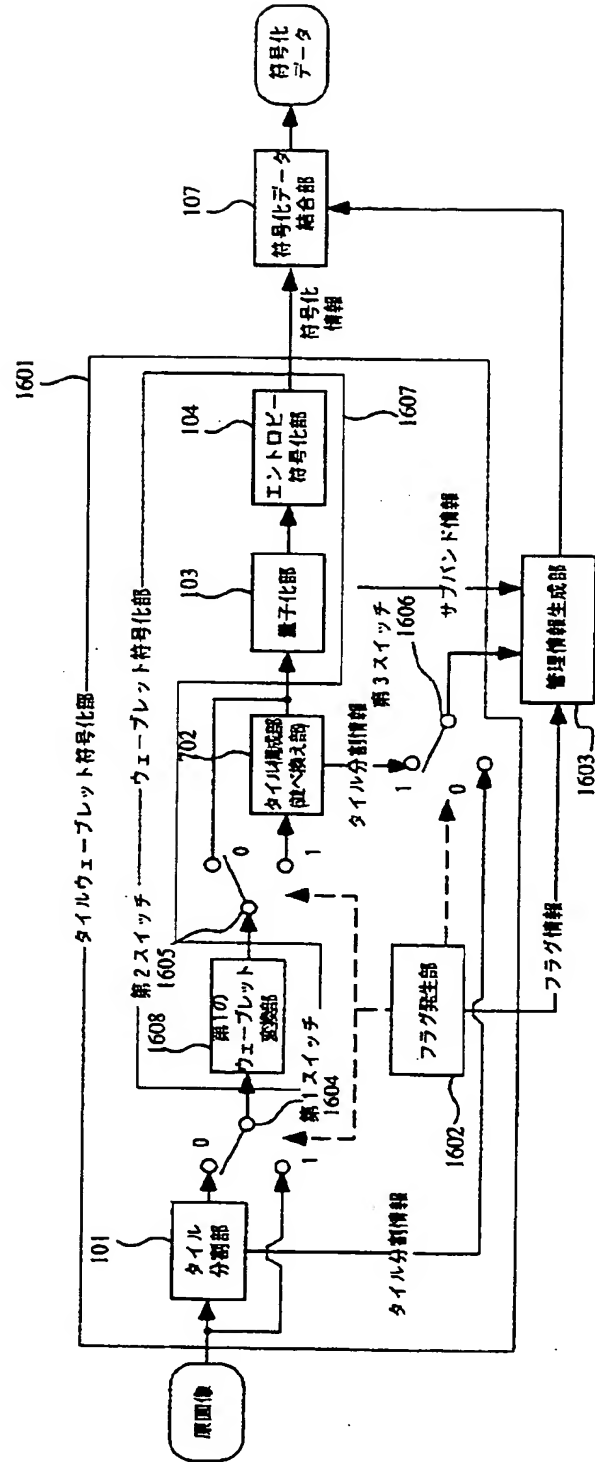 1601
タイルウェーブレット符号化部
第2スイッチ
ウェーブレット符号化部
1605
原画像
101
タイル
分割部
0
1
第1スイッチ
1604
1608
第1の
ウェーブレット
変換部
0
1
702
タイル構成部
(並べ換え部)
103
量子化部
104
エントロピー
符号化部
1607
符号化
情報
107
符号化データ
結合部
符号化
データ
タイル分割情報
タイル分割情報
1
0
第3スイッチ
1606
サブバンド情報
フラグ発生部
1602
フラグ情報
管理情報生成部
1603